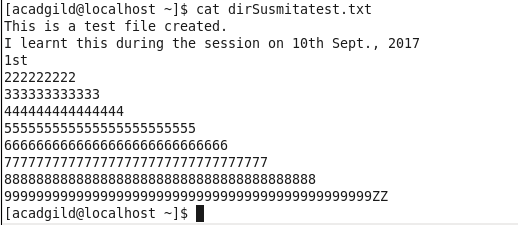 [acadgild@localhost ~]$ cat dirSusmitatest.txt
This is a test file created.
I learnt this during the session on 10th Sept., 2017
1st
222222222
333333333333
444444444444444
555555555555555555555555
6666666666666666666666666666
777777777777777777777777777777777
888888888888888888888888888888888888888
9999999999999999999999999999999999999999999999ZZ
[acadgild@localhost ~]$